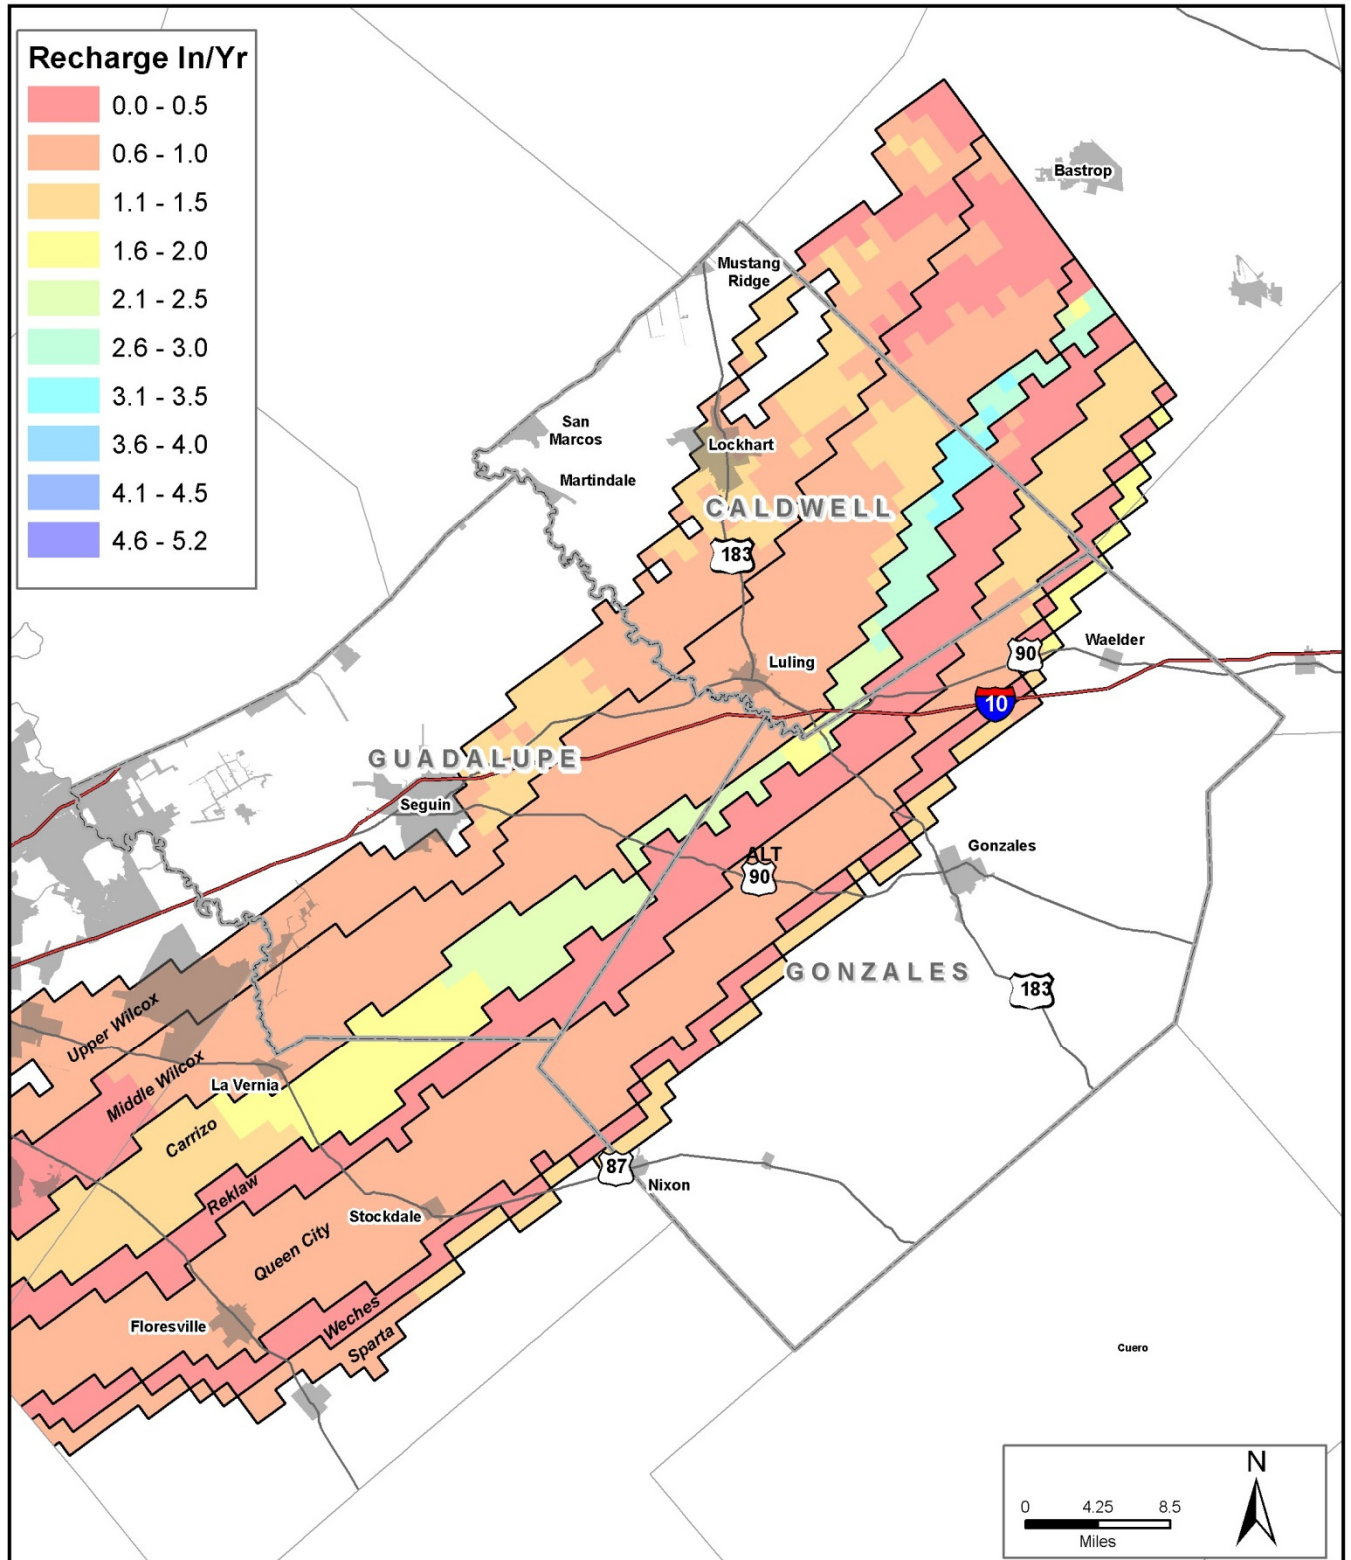 Recharge In/Yr
0.0 - 0.5
0.6 - 1.0
1.1 - 1.5
1.6 - 2.0
2.1 - 2.5
2.6 - 3.0
3.1 - 3.5
3.6 - 4.0
4.1 - 4.5
4.6 - 5.2
Bastrop
Mustang
Ridge
San
Marcos
Lockhart
Martindale
CALDWELL
183
Waelder
90
Luling
10
GUADALUPE
Seguin
ALT
90
Gonzales
GONZALES
183
Upper Wilcox
Middle Wilcox
La Vernia
Carrizo
87
Nixon
Reklaw
Stockdale
Queen City
Floresville
Weches
Sparta
Cuero
N
0 4.25 8.5
Miles